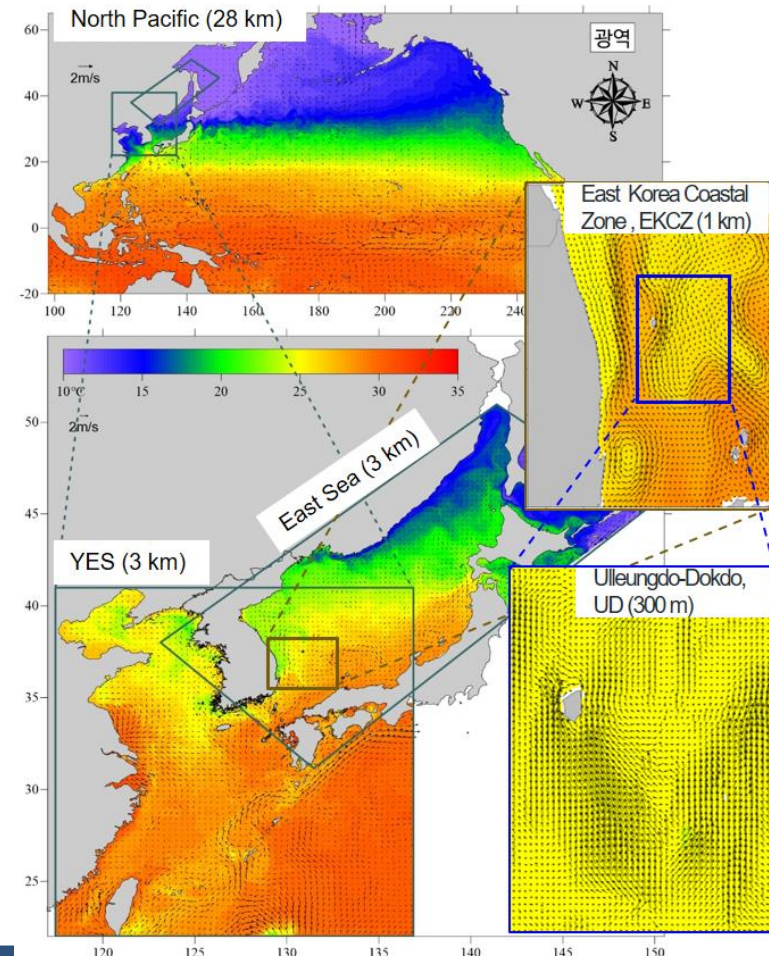 North Pacific (28 km)
60
2m/s
40
20
0
-20
100 120 140 160 180 200 220 240
광역
N
W E
S
East Korea Coastal
Zone , EKCZ (1 km)
10°C 15 20 25 30 35
2m/s
50
45
40
35
30
25
East Sea (3 km)
YES (3 km)
Ulleungdo-Dokdo,
UD (300 m)
120 125 130 135 140 145 150